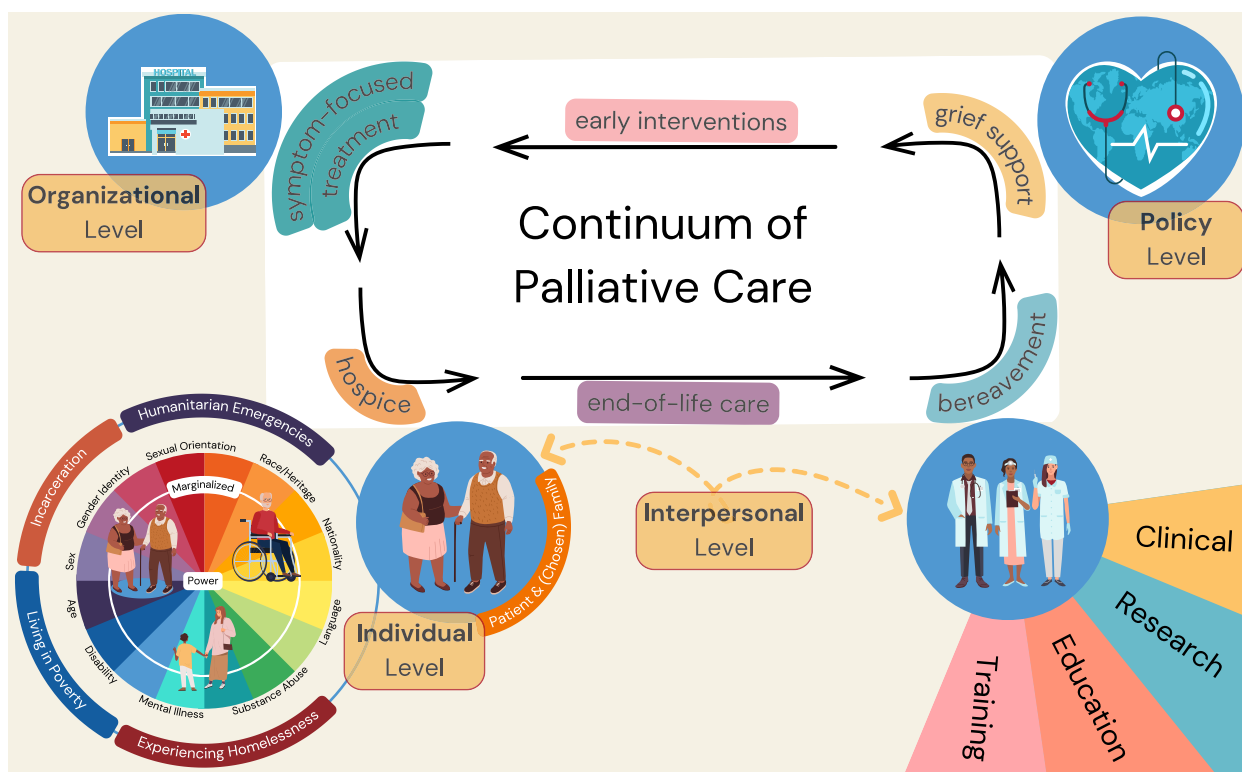 HOSPITAL
Organizational
Level
symptom-focused
treatment
early interventions
grief support
Policy
Level
Continuum of
Palliative Care
hospice
end-of-life care
bereavement
Humanitarian Emergencies
Incarceration
Living in Poverty
Experiencing Homelessness
Sexual Orientation
Race/Heritage
Nationality
Language
Substance Abuse
Mental Illness
Disability
Age
Sex
Gender Identity
Marginalized
Power
Patient & (Chosen) Family
Individual
Level
Interpersonal
Level
Clinical
Research
Education
Training